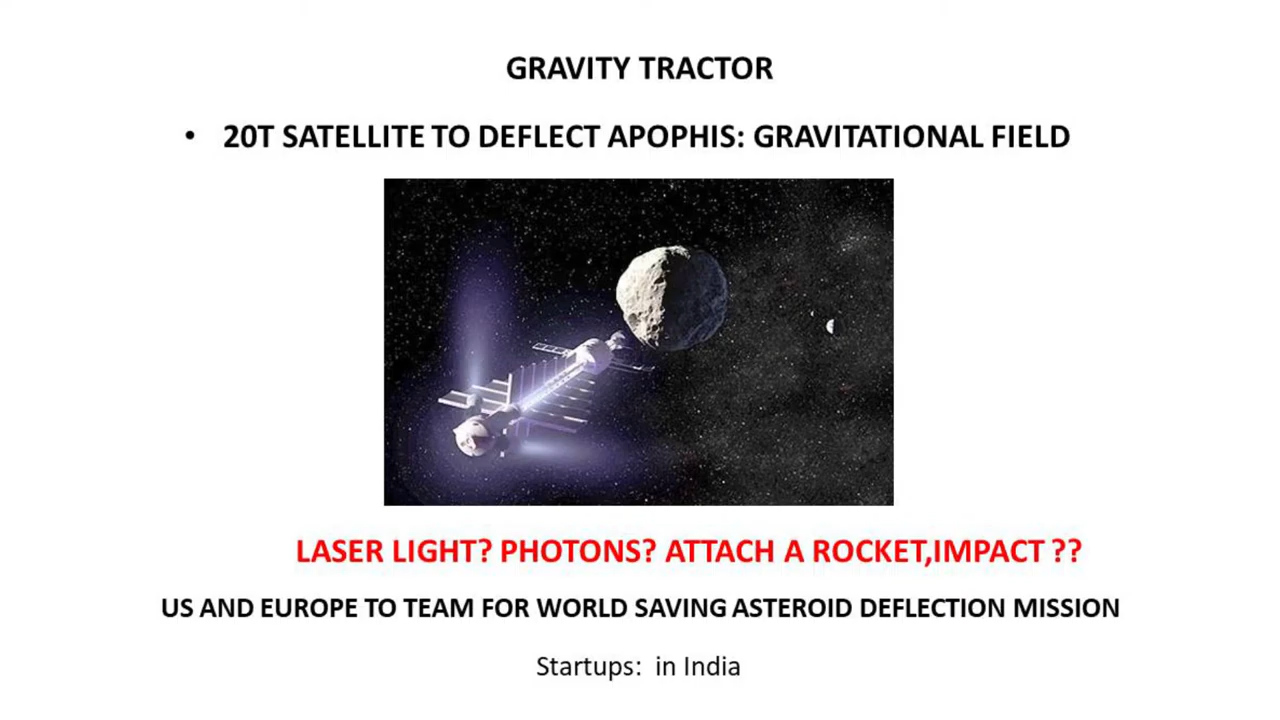 GRAVITY TRACTOR
• 20T SATELLITE TO DEFLECT APOPHIS: GRAVITATIONAL FIELD
LASER LIGHT? PHOTONS? ATTACH A ROCKET,IMPACT ??
US AND EUROPE TO TEAM FOR WORLD SAVING ASTEROID DEFLECTION MISSION
Startups:  in India